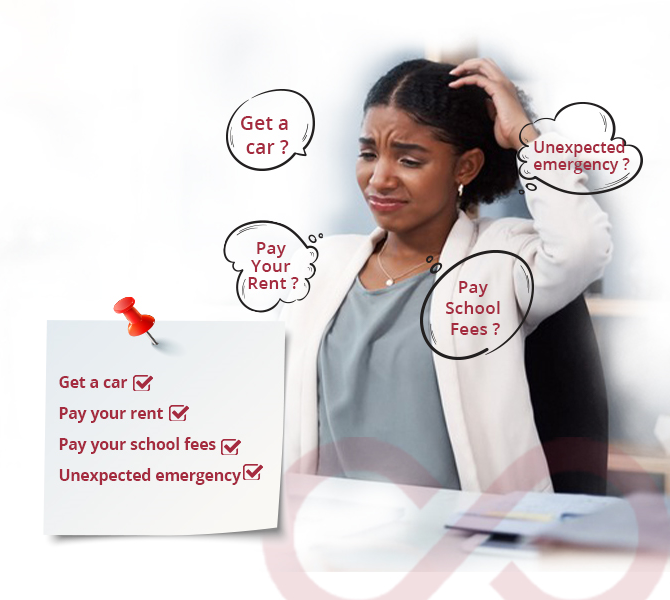 Get a
car ?
Unexpected
emergency ?
Pay
Your
Rent ?
Pay
School
Fees ?
Get a car
Pay your rent
Pay your school fees
Unexpected emergency